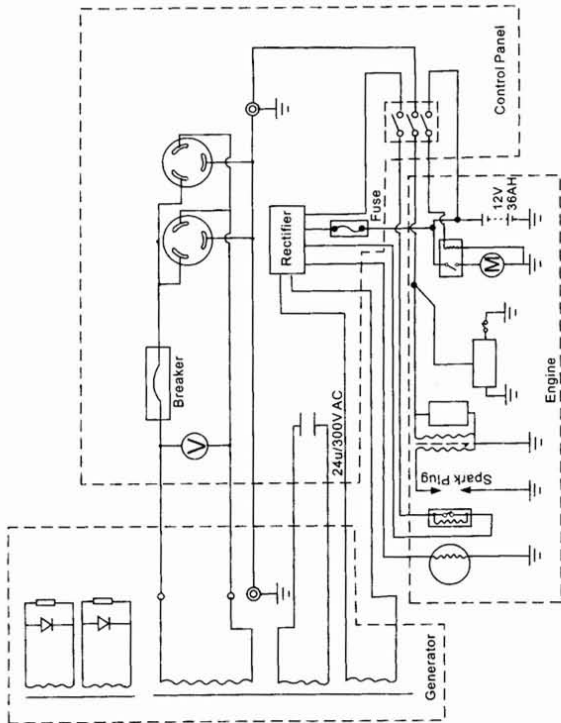 Control Panel
Breaker
V
24u/300V AC
Rectifier
Fuse
12V
36AH
M
Engine
Spark Plug
Generator